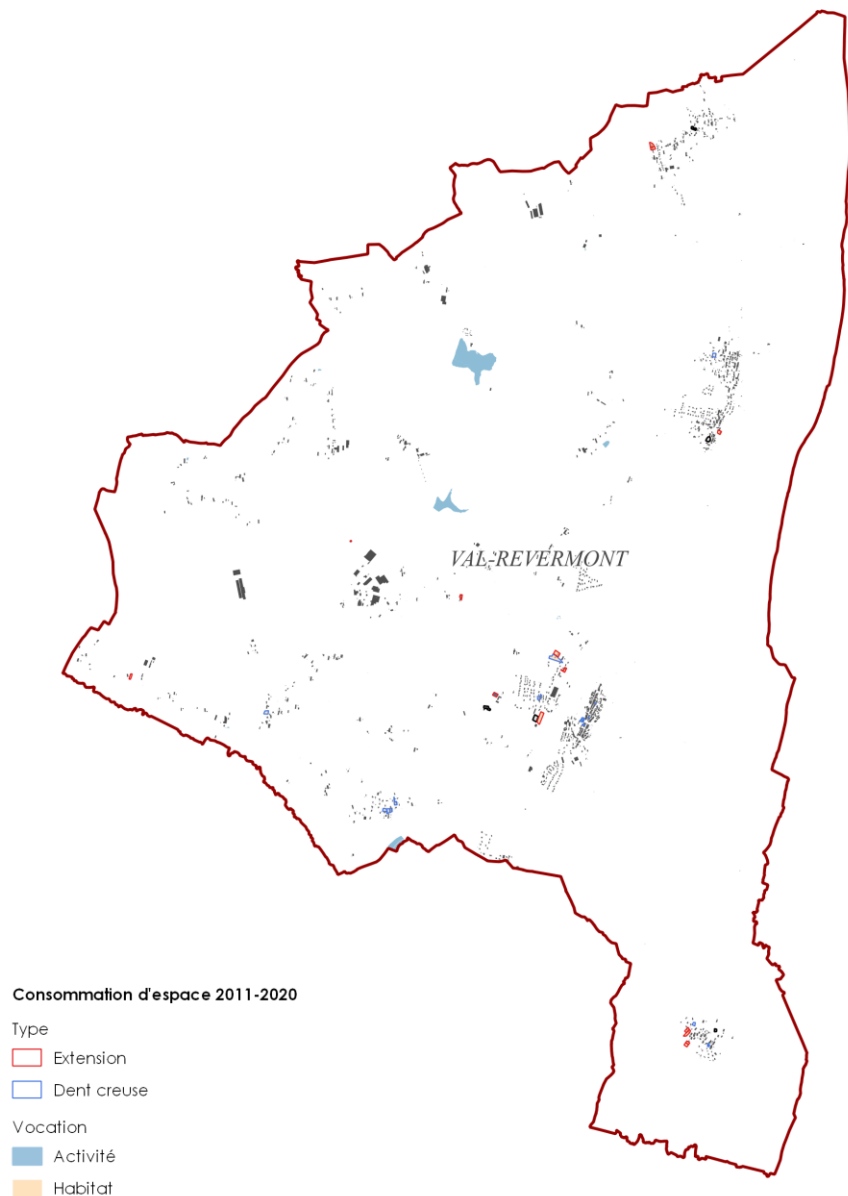 VAL-REVERMONT
Consommation d'espace 2011-2020
Type
Extension
Dent creuse
Vocation
Activité
Habitat